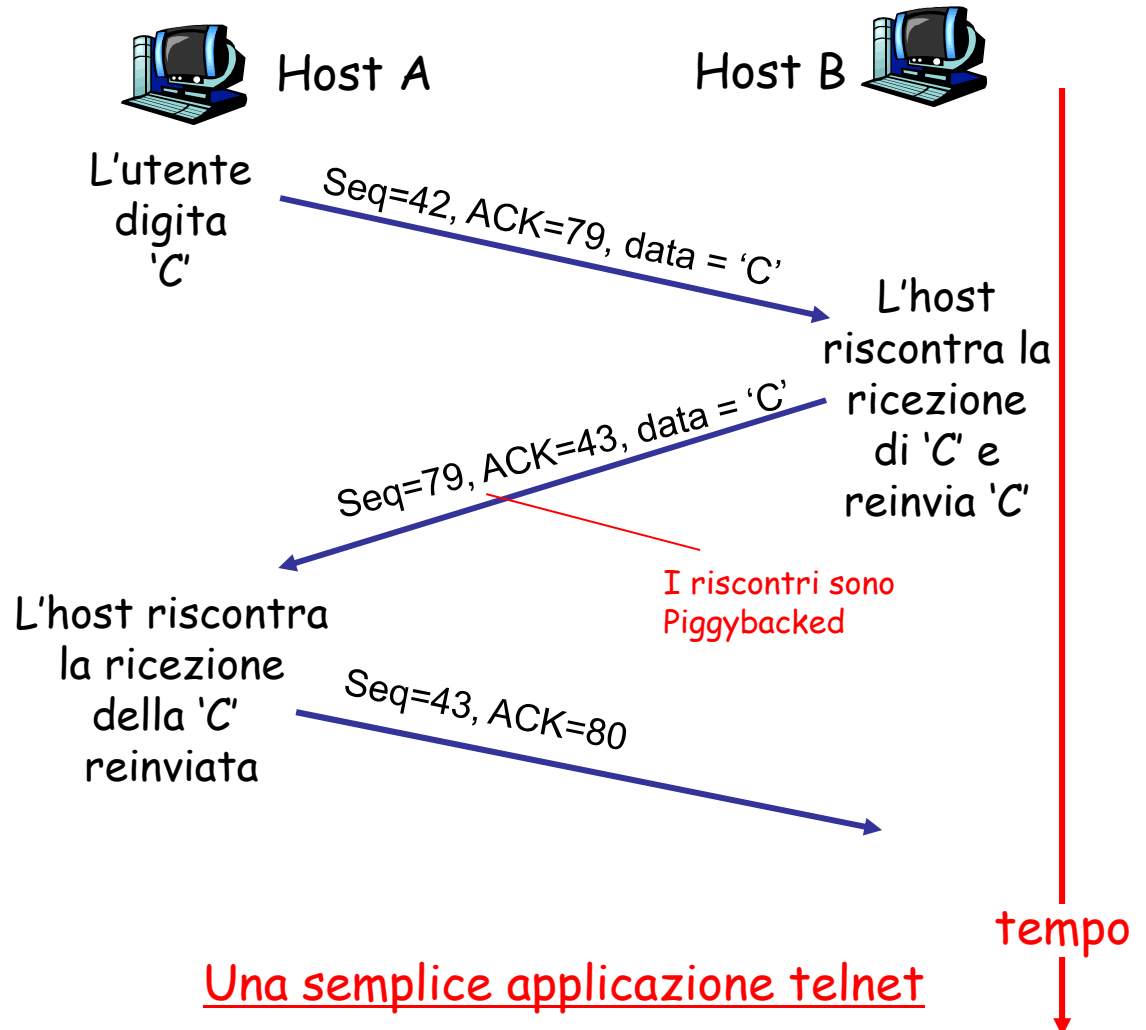 Host A
Host B
L'utente
digita
‘C’
Seq=42, ACK=79, data = ‘C’
L'host
riscontra la
ricezione
di ‘C’ e
reinvia ‘C’
Seq=79, ACK=43, data = ‘C’
I riscontri sono
Piggybacked
L'host riscontra
la ricezione
della ‘C’
reinviata
Seq=43, ACK=80
tempo
Una semplice applicazione telnet